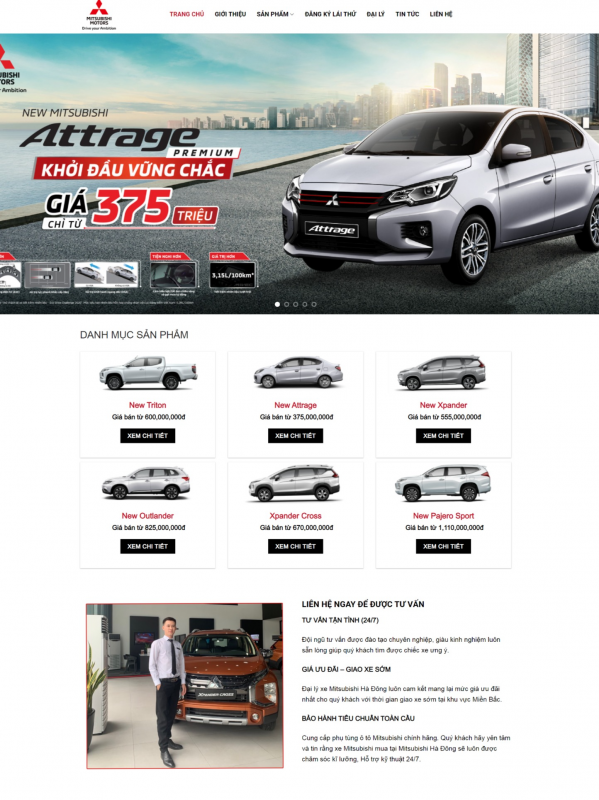 MITSUBISHI
MOTORS
Drive your Ambition
TRANG CHỦ GIỚI THIỆU SẢN PHẨM ĐĂNG KÝ LÁI THỬ ĐẠI LÝ TIN TỨC LIÊN HỆ
NEW MITSUBISHI
Attrage
PREMIUM
KHỞI ĐẦU VỮNG CHẮC
GIÁ
CHỈ TỪ
375
TRIỆU
Attrage
TIỆN NGHI HƠN
GIÁ TRỊ HƠN
3,15L/100km*
DANH MỤC SẢN PHẨM
New Triton
Giá bán từ 600,000,000đ
XEM CHI TIẾT
New Attrage
Giá bán từ 375,000,000đ
XEM CHI TIẾT
New Xpander
Giá bán từ 555,000,000đ
XEM CHI TIẾT
New Outlander
Giá bán từ 825,000,000đ
XEM CHI TIẾT
Xpander Cross
Giá bán từ 670,000,000đ
XEM CHI TIẾT
New Pajero Sport
Giá bán từ 1,110,000,000đ
XEM CHI TIẾT
XPANDER CROSS
LIÊN HỆ NGAY ĐỂ ĐƯỢC TƯ VẤN
TƯ VẤN TẬN TÌNH (24/7)
Đội ngũ tư vấn được đào tạo chuyên nghiệp, giàu kinh nghiệm luôn
sẵn lòng giúp quý khách tìm được chiếc xe ưng ý.
GIÁ ƯU ĐÃI – GIAO XE SỚM
Đại lý xe Mitsubishi Hà Đông luôn cam kết mang lại mức giá ưu đãi
nhất cho quý khách với thời gian giao xe sớm tại khu vực Miền Bắc.
BẢO HÀNH TIÊU CHUẨN TOÀN CẦU
Cung cấp phụ tùng ô tô Mitsubishi chính hãng. Quý khách hãy yên tâm
và tin rằng xe Mitsubishi mua tại Mitsubishi Hà Đông sẽ luôn được
chăm sóc kĩ lưỡng, Hỗ trợ kỹ thuật 24/7.